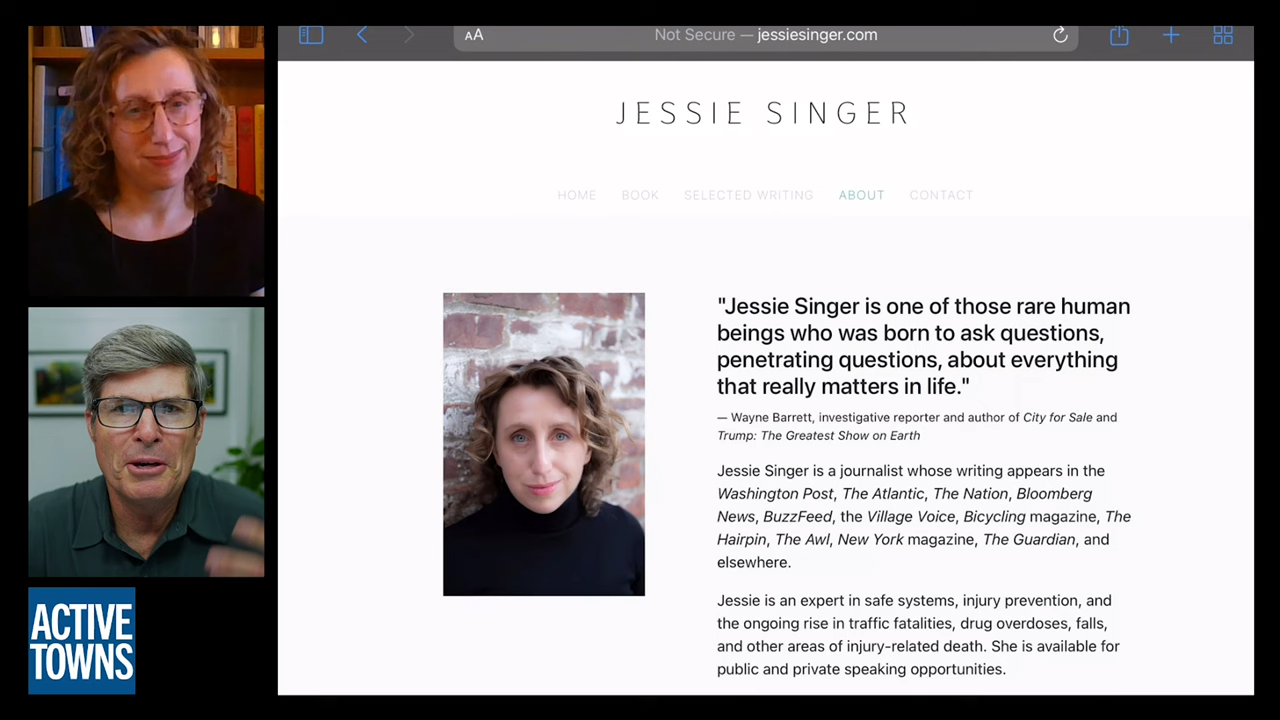 AA
Not Secure — jessiesinger.com
JESSIE SINGER
HOME BOOK SELECTED WRITING ABOUT CONTACT
"Jessie Singer is one of those rare human
beings who was born to ask questions,
penetrating questions, about everything
that really matters in life."
— Wayne Barrett, investigative reporter and author of City for Sale and
Trump: The Greatest Show on Earth
Jessie Singer is a journalist whose writing appears in the
Washington Post, The Atlantic, The Nation, Bloomberg
News, BuzzFeed, the Village Voice, Bicycling magazine, The
Hairpin, The Awl, New York magazine, The Guardian, and
elsewhere.
Jessie is an expert in safe systems, injury prevention, and
the ongoing rise in traffic fatalities, drug overdoses, falls,
and other areas of injury-related death. She is available for
public and private speaking opportunities.
ACTIVE
TOWNS